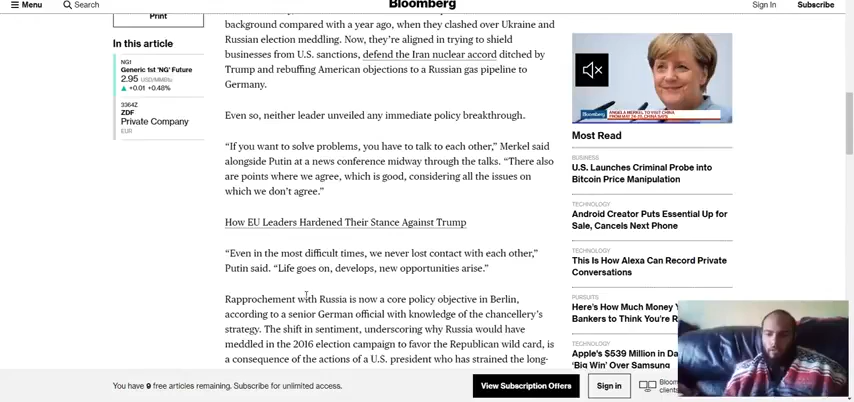 Menu
Search
Bloomberg
Sign In
Subscribe
Print
In this article
NG1
Generic 1st 'NG' Future
2.95 USD/MMBtu
+0.01 +0.48%
3364Z
ZDF
Private Company
EUR
background compared with a year ago, when they clashed over Ukraine and
Russian election meddling. Now, they're aligned in trying to shield
businesses from U.S. sanctions, defend the Iran nuclear accord ditched by
Trump and rebuffing American objections to a Russian gas pipeline to
Germany.
Even so, neither leader unveiled any immediate policy breakthrough.
“If you want to solve problems, you have to talk to each other,” Merkel said
alongside Putin at a news conference midway through the talks. “There also
are points where we agree, which is good, considering all the issues on
which we don't agree.”
How EU Leaders Hardened Their Stance Against Trump
“Even in the most difficult times, we never lost contact with each other,”
Putin said. “Life goes on, develops, new opportunities arise.”
Rapprochement with Russia is now a core policy objective in Berlin,
according to a senior German official with knowledge of the chancellery's
strategy. The shift in sentiment, underscoring why Russia would have
meddled in the 2016 election campaign to favor the Republican wild card, is
a consequence of the actions of a U.S. president who has strained the long-
Bloomberg
ANGELA MERKEL TO VISIT CHINA
Most Read
BUSINESS
U.S. Launches Criminal Probe into
Bitcoin Price Manipulation
TECHNOLOGY
Android Creator Puts Essential Up for
Sale, Cancels Next Phone
TECHNOLOGY
This Is How Alexa Can Record Private
Conversations
PURSUITS
Here's How Much Money
Bankers to Think You're R
TECHNOLOGY
Apple's $539 Million in Da
'Big Win' Over Samsung
You have 9 free articles remaining. Subscribe for unlimited access.
View Subscription Offers
Sign in
Bloom
clients